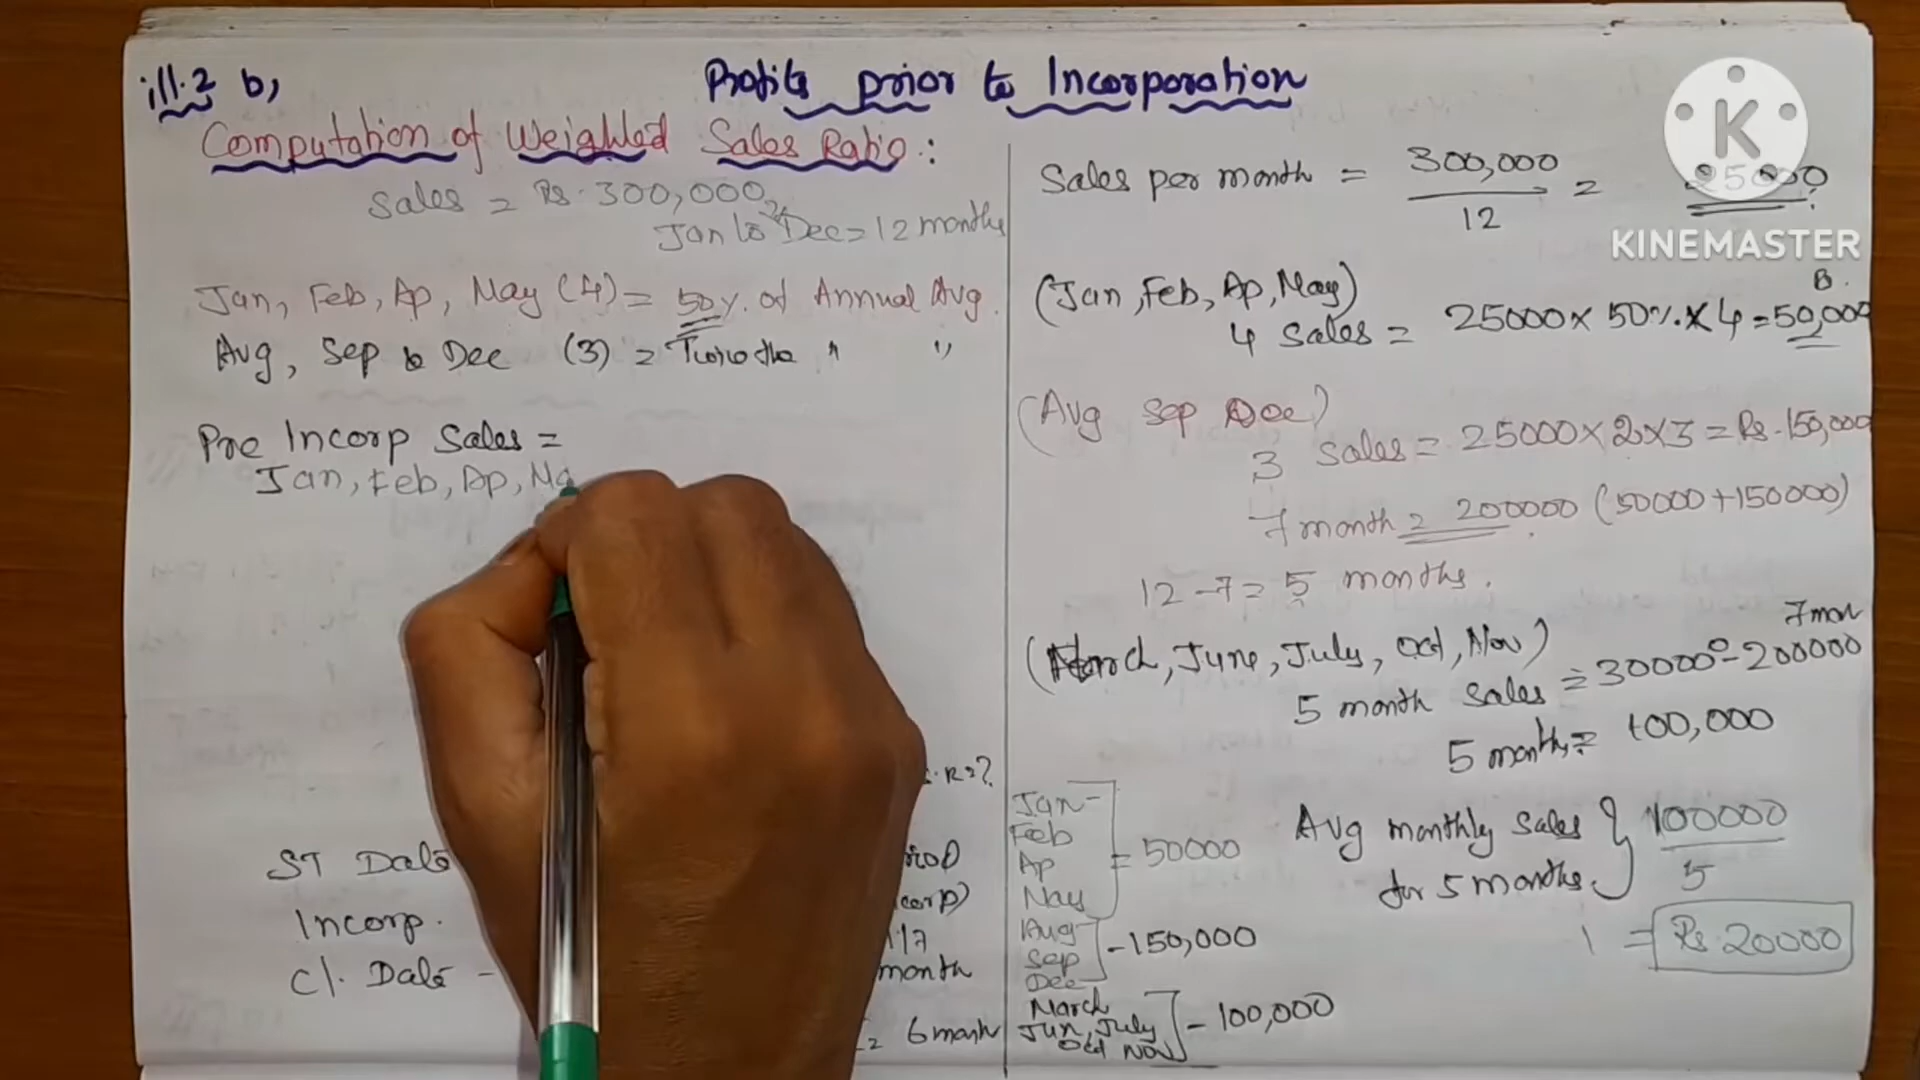 ill.2 b,
Profits prior to Incorporation
Computation of Weighted Sales Ratio :
Sales = Rs. 300,000
Jan to Dec = 12 months
Jan, Feb, Ap, May (4) = 50% of Annual Avg.
Aug, Sep & Dec (3) = Twice the " "
Pre Incorp Sales =
Jan, Feb, Ap, Ma
ST Date
Incorp.
Cl. Date -
month
6 month
Sales per month = 300,000
12
= 25000
K
KINEMASTER
(Jan, Feb, Ap, May)
4 Sales = 25000 × 50% × 4 = 50,000
(Aug Sep Dec)
3 Sales = 25000 × 2 × 3 = Rs. 150,000
7 month = 200000 (50000+150000)
12 - 7 = 5 months.
7 mon
(March, June, July, Oct, Nov)
5 month Sales = 300000 - 200000
5 months = 100,000
Jan -
Feb
Ap
May
= 50000
Aug
Sep
Dec
- 150,000
March
Jun, July
Oct Nov
- 100,000
Avg monthly Sales
for 5 months.
100000
5
= Rs. 20000